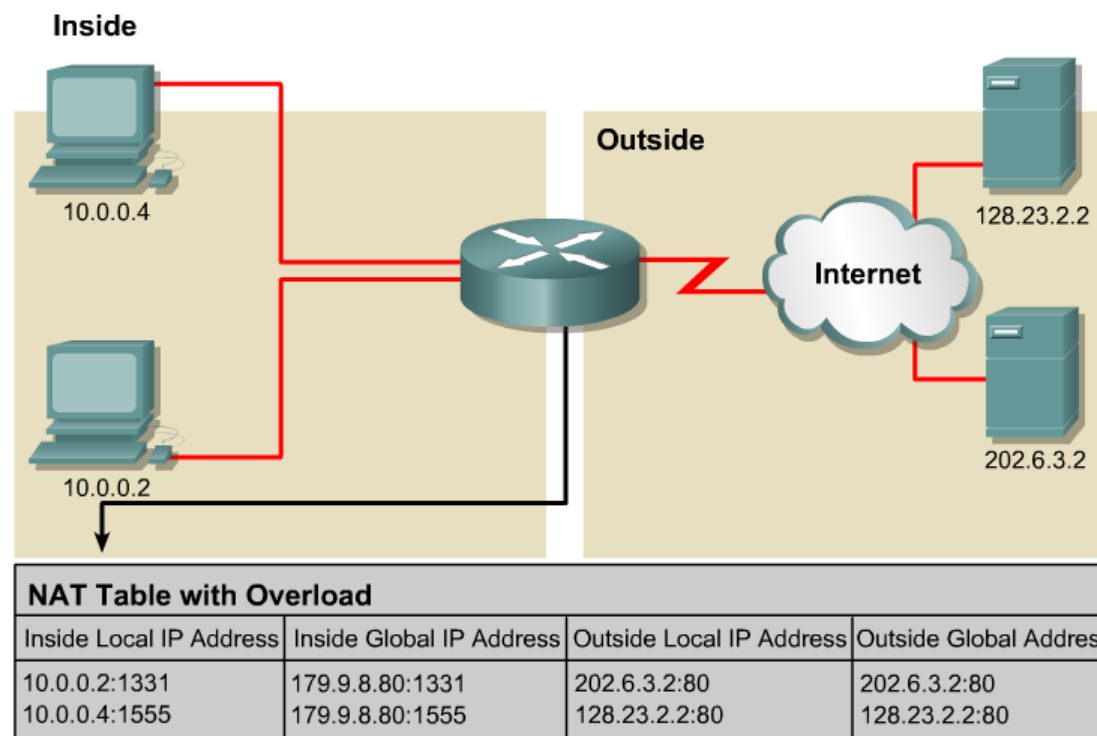 Inside
10.0.0.4
Outside
128.23.2.2
Internet
10.0.0.2
202.6.3.2
NAT Table with Overload
Inside Local IP Address Inside Global IP Address Outside Local IP Address Outside Global
10.0.0.2:1331 179.9.8.80:1331 202.6.3.2:80 202.6.3.2:80
10.0.0.4:1555 179.9.8.80:1555 128.23.2.2:80 128.23.2.2:80